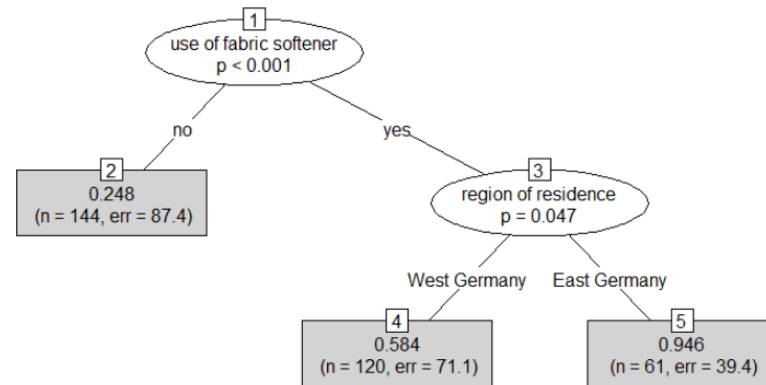 1
use of fabric softener
p < 0.001
no
yes
2
0.248
(n = 144, err = 87.4)
3
region of residence
p = 0.047
West Germany
East Germany
4
0.584
(n = 120, err = 71.1)
5
0.946
(n = 61, err = 39.4)